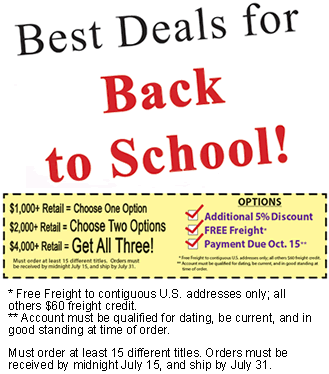 Best Deals for
Back
to School!
$1,000+ Retail = Choose One Option
$2,000+ Retail = Choose Two Options
$4,000+ Retail = Get All Three!
Must order at least 15 different titles. Orders must
be received by midnight July 15, and ship by July 31.
OPTIONS
Additional 5% Discount
FREE Freight*
Payment Due Oct. 15**
* Free Freight to contiguous U.S. addresses only; all others $60 freight credit.
** Account must be qualified for dating, be current, and in good standing at
time of order.
* Free Freight to contiguous U.S. addresses only; all
others $60 freight credit.
** Account must be qualified for dating, be current, and in
good standing at time of order.
Must order at least 15 different titles. Orders must be
received by midnight July 15, and ship by July 31.